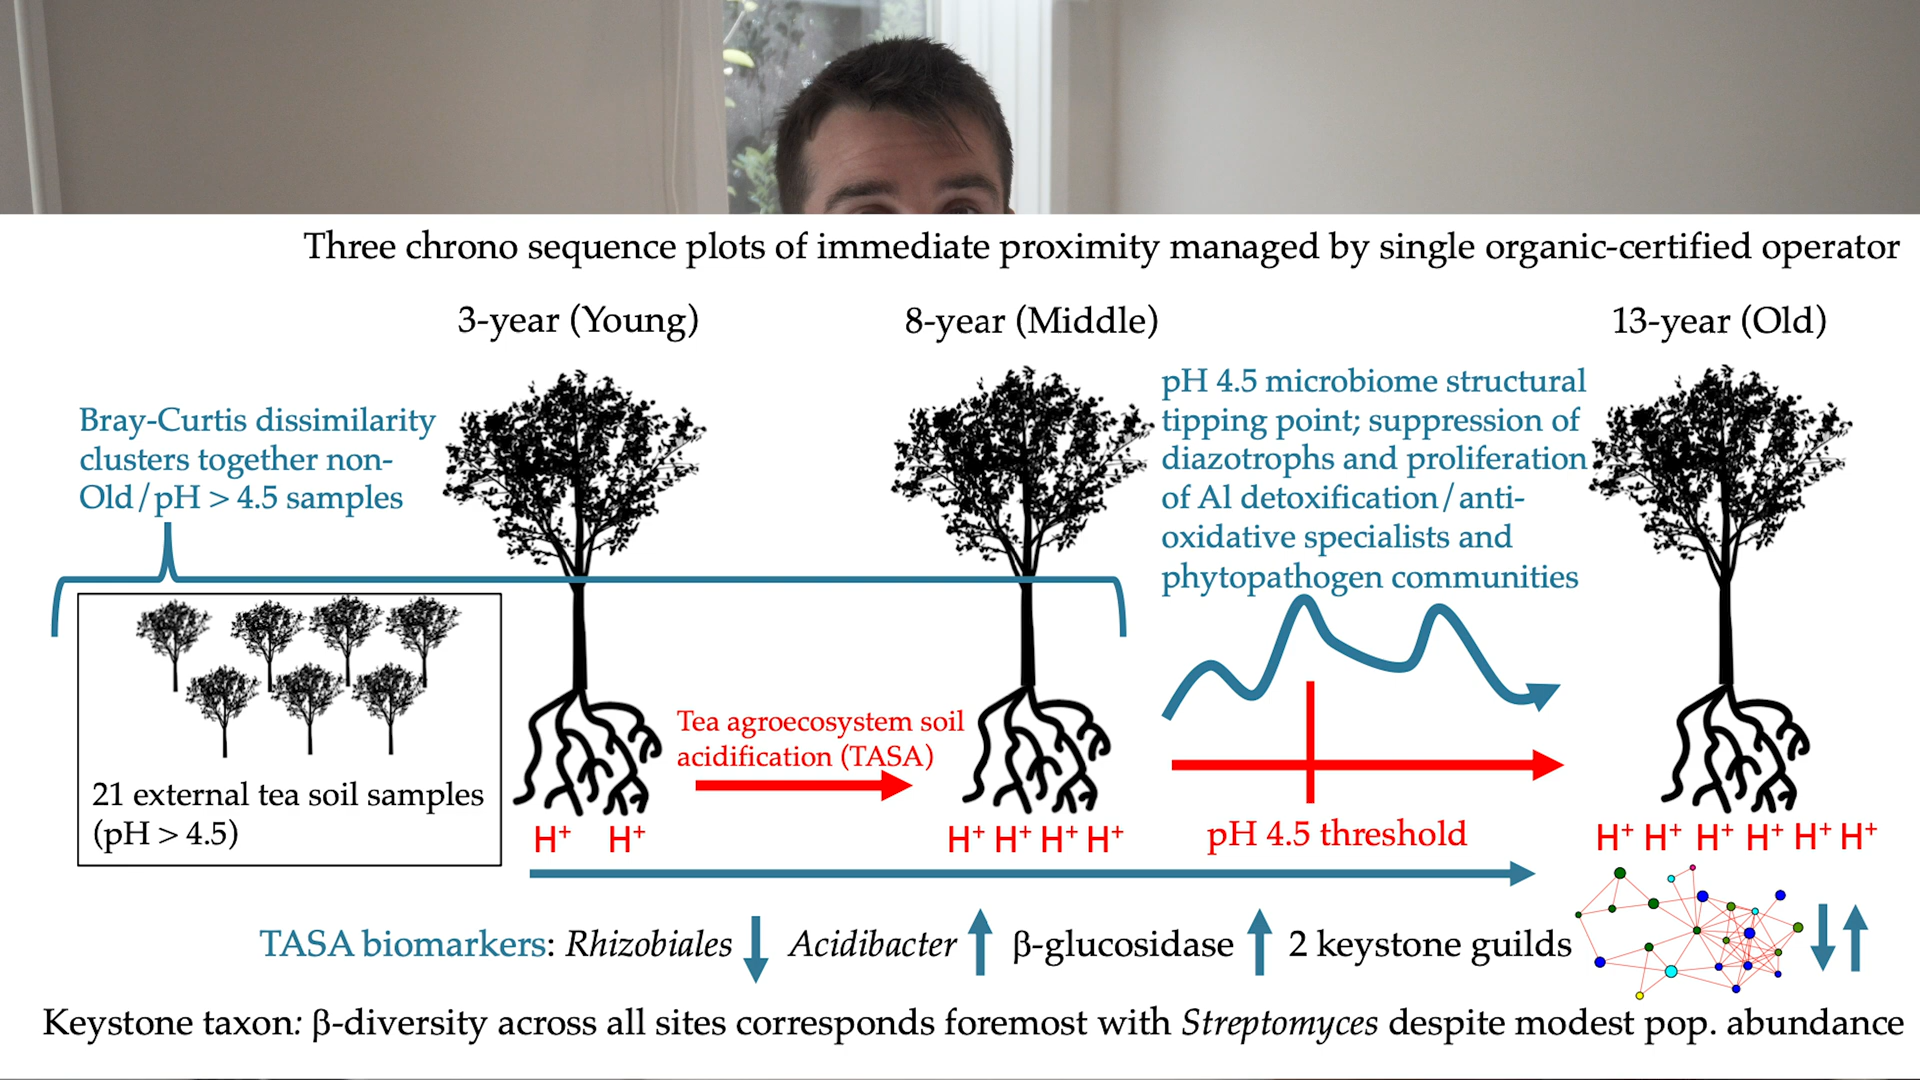 Three chrono sequence plots of immediate proximity managed by single organic-certified operator
3-year (Young)
8-year (Middle)
13-year (Old)
Bray-Curtis dissimilarity
clusters together non-
Old/pH > 4.5 samples
pH 4.5 microbiome structural
tipping point; suppression of
diazotrophs and proliferation
of Al detoxification/anti-
oxidative specialists and
phytopathogen communities
21 external tea soil samples
(pH > 4.5)
Tea agroecosystem soil
acidification (TASA)
H⁺ H⁺
H⁺ H⁺ H⁺ H⁺
pH 4.5 threshold
H⁺ H⁺ H⁺ H⁺ H⁺ H⁺
TASA biomarkers: Rhizobiales Acidibacter β-glucosidase 2 keystone guilds
Keystone taxon: β-diversity across all sites corresponds foremost with Streptomyces despite modest pop. abundance